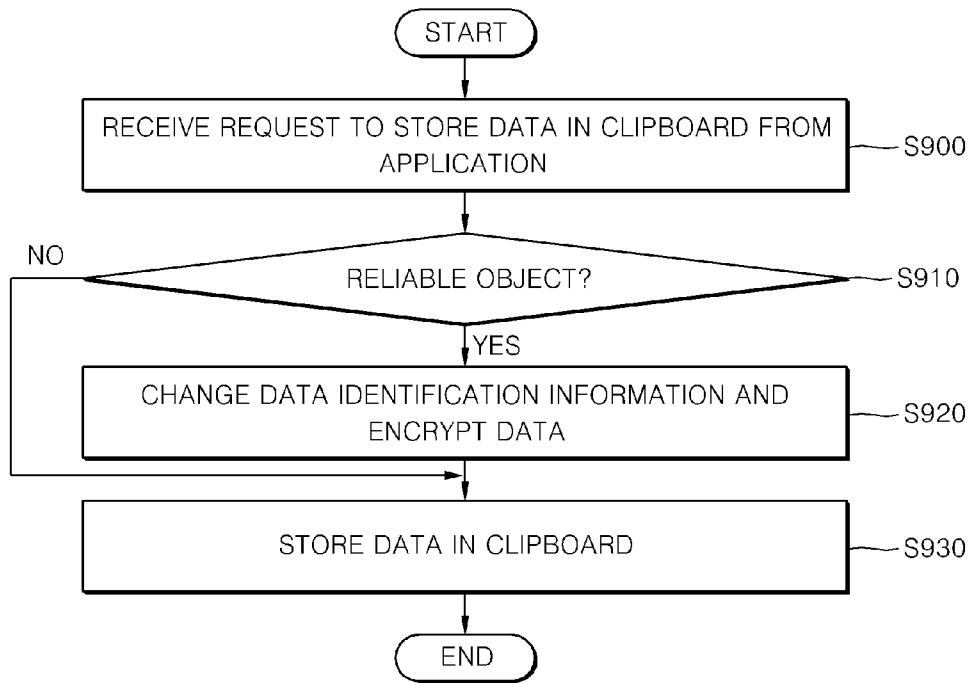 START
RECEIVE REQUEST TO STORE DATA IN CLIPBOARD FROM
APPLICATION
S900
NO
RELIABLE OBJECT?
S910
YES
CHANGE DATA IDENTIFICATION INFORMATION AND
ENCRYPT DATA
S920
STORE DATA IN CLIPBOARD
S930
END